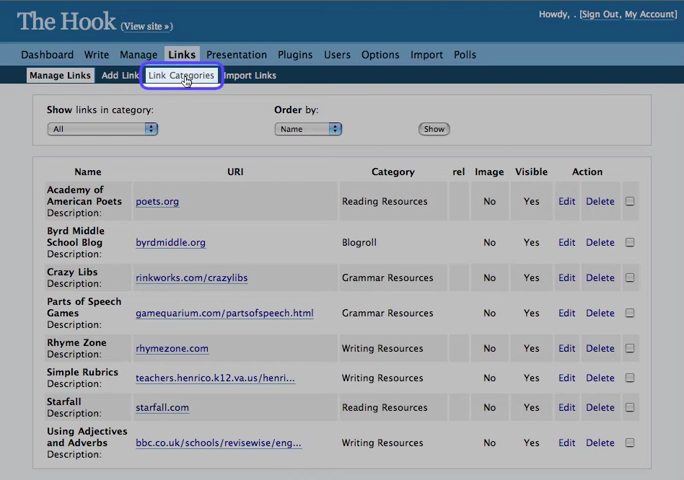 The Hook (View site »)
Howdy, . [Sign Out, My Account]
Dashboard Write Manage Links Presentation Plugins Users Options Import Polls
Manage Links Add Link Link Categories Import Links
Show links in category: Order by:
All Name Show
Name URI Category rel Image Visible Action
Academy of
American Poets poets.org Reading Resources No Yes Edit Delete
Description:
Byrd Middle
School Blog byrdmiddle.org Blogroll No Yes Edit Delete
Description:
Crazy Libs rinkworks.com/crazylibs Grammar Resources No Yes Edit Delete
Description:
Parts of Speech
Games gamequarium.com/partsofspeech.html Grammar Resources No Yes Edit Delete
Description:
Rhyme Zone rhymezone.com Writing Resources No Yes Edit Delete
Description:
Simple Rubrics teachers.henrico.k12.va.us/henri... Writing Resources No Yes Edit Delete
Description:
Starfall starfall.com Reading Resources No Yes Edit Delete
Description:
Using Adjectives
and Adverbs bbc.co.uk/schools/revisewise/eng... Writing Resources No Yes Edit Delete
Description: